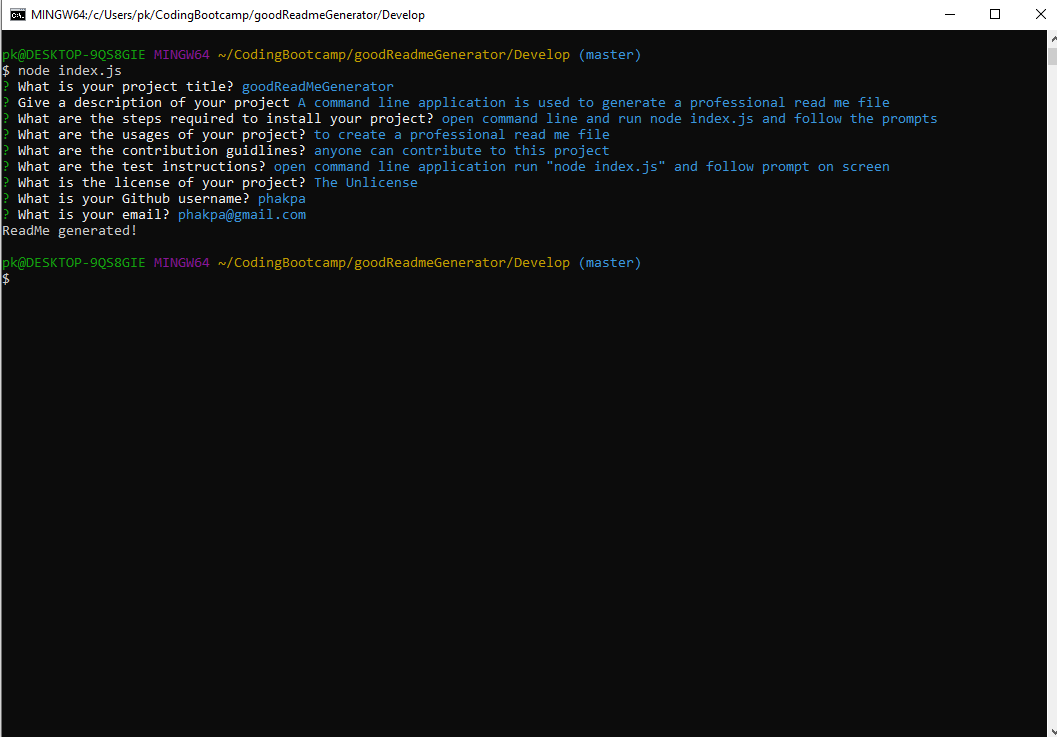 MINGW64:/c/Users/pk/CodingBootcamp/goodReadmeGenerator/Develop
pk@DESKTOP-9QS8GIE MINGW64 ~/CodingBootcamp/goodReadmeGenerator/Develop (master)
$ node index.js
? What is your project title? goodReadMeGenerator
? Give a description of your project A command line application is used to generate a professional read me file
? What are the steps required to install your project? open command line and run node index.js and follow the prompts
? What are the usages of your project? to create a professional read me file
? What are the contribution guidlines? anyone can contribute to this project
? What are the test instructions? open command line application run "node index.js" and follow prompt on screen
? What is the license of your project? The Unlicense
? What is your Github username? phakpa
? What is your email? phakpa@gmail.com
ReadMe generated!
pk@DESKTOP-9QS8GIE MINGW64 ~/CodingBootcamp/goodReadmeGenerator/Develop (master)
$